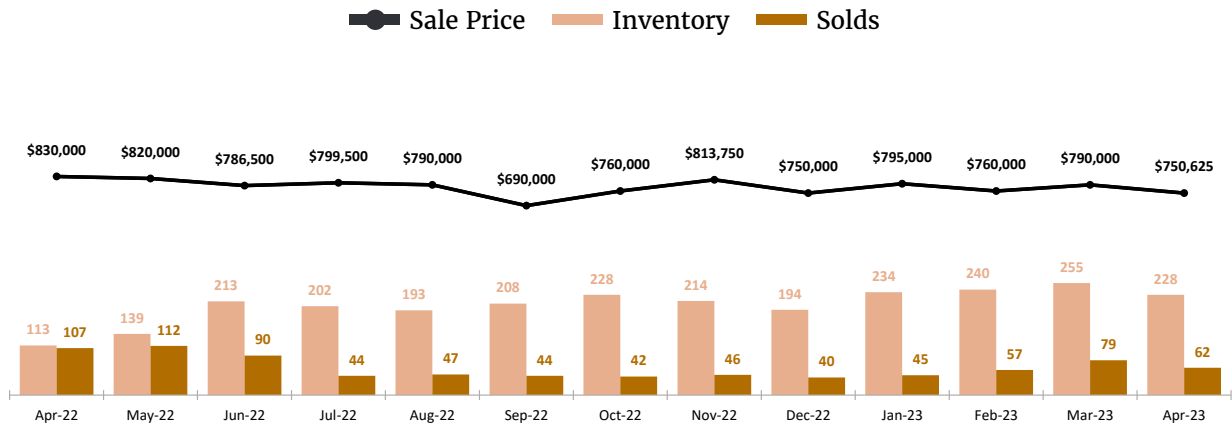 Sale Price Inventory Solds
$830,000 $820,000 $786,500 $799,500 $790,000 $690,000 $760,000 $813,750 $750,000 $795,000 $760,000 $790,000 $750,625
113 139 213 202 193 208 228 214 194 234 240 255 228
107 112 90 44 47 44 42 46 40 45 57 79 62
Apr-22 May-22 Jun-22 Jul-22 Aug-22 Sep-22 Oct-22 Nov-22 Dec-22 Jan-23 Feb-23 Mar-23 Apr-23